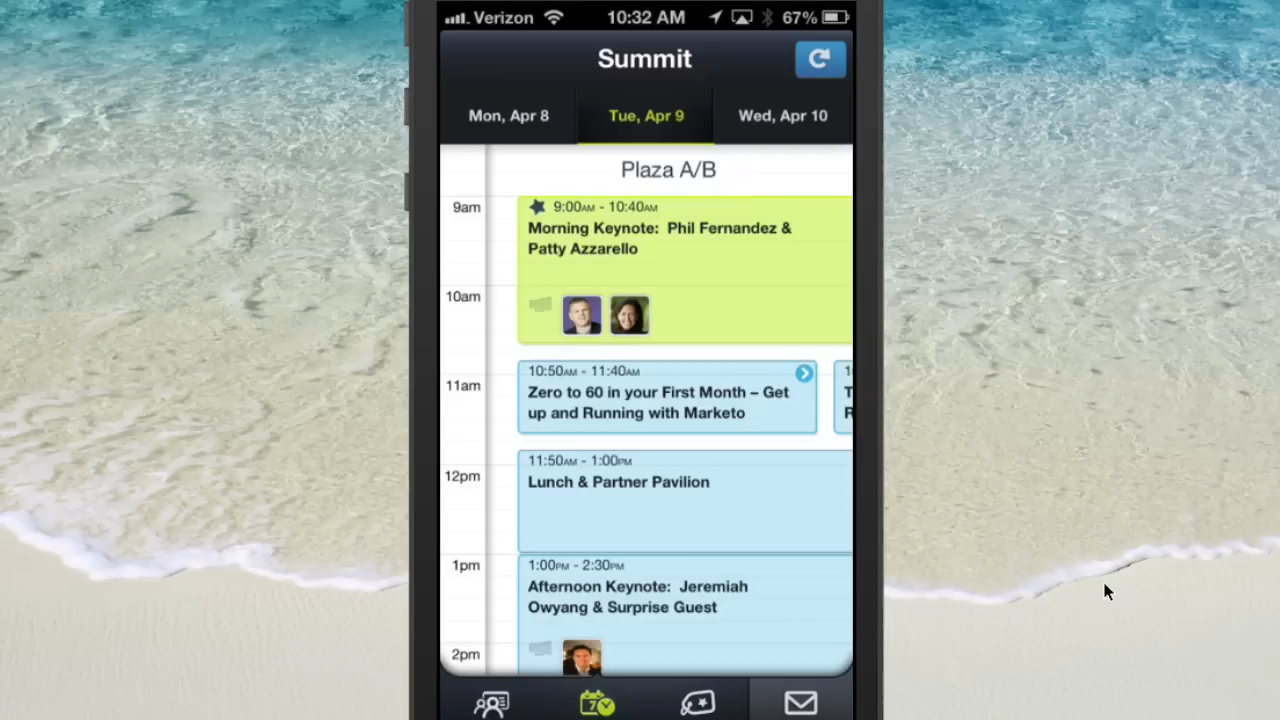 Verizon 10:32 AM 67%
Summit
Mon, Apr 8 Tue, Apr 9 Wed, Apr 10
Plaza A/B
9am
9:00AM - 10:40AM
Morning Keynote: Phil Fernandez &
Patty Azzarello
10am
10:50AM - 11:40AM
11am
Zero to 60 in your First Month – Get
up and Running with Marketo
11:50AM - 1:00PM
12pm
Lunch & Partner Pavilion
1pm
1:00PM - 2:30PM
Afternoon Keynote: Jeremiah
Owyang & Surprise Guest
2pm
7